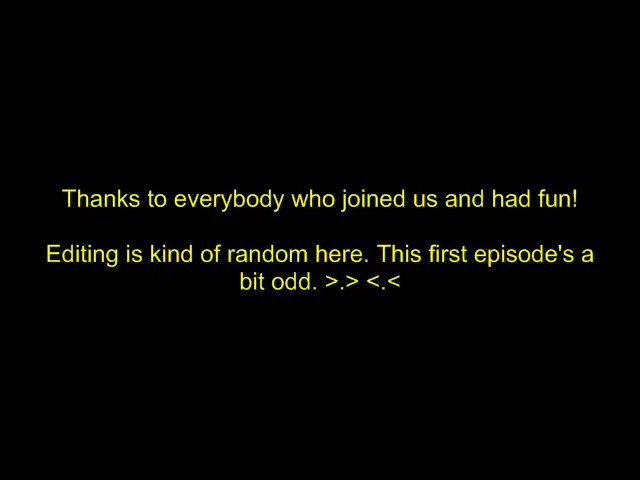 Thanks to everybody who joined us and had fun!
Editing is kind of random here. This first episode's a
bit odd. >.> <.<